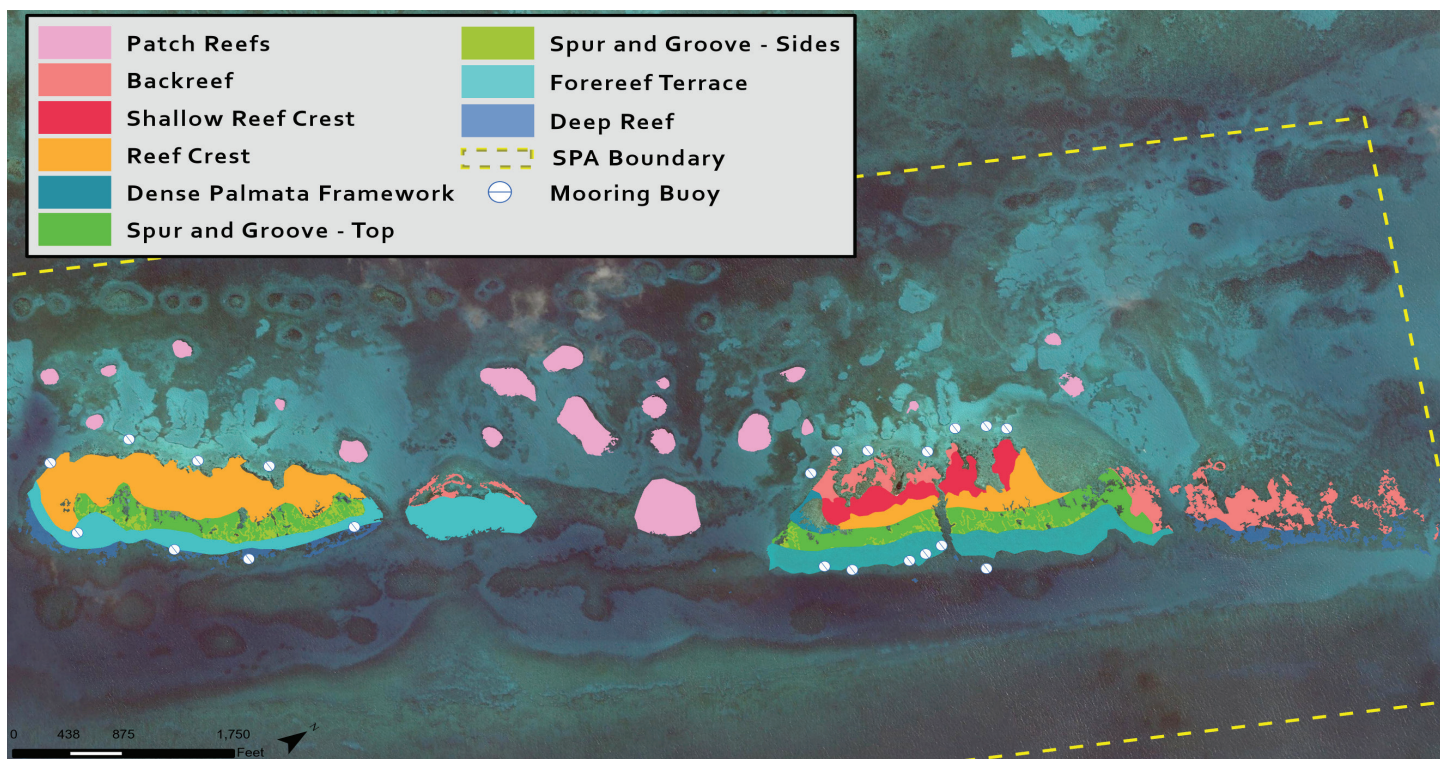 Patch Reefs
Backreef
Shallow Reef Crest
Reef Crest
Dense Palmata Framework
Spur and Groove - Top
Spur and Groove - Sides
Forereef Terrace
Deep Reef
SPA Boundary
Mooring Buoy
0 438 875 1,750
Feet
N